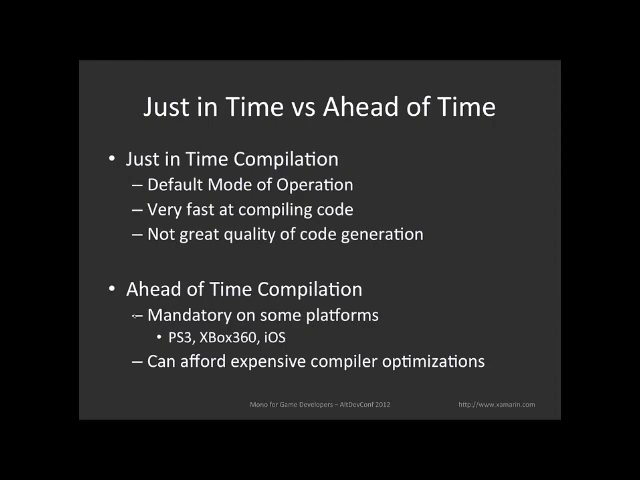 Just in Time vs Ahead of Time
• Just in Time Compilation
– Default Mode of Operation
– Very fast at compiling code
– Not great quality of code generation
• Ahead of Time Compilation
– Mandatory on some platforms
• PS3, XBox360, iOS
– Can afford expensive compiler optimizations
Mono for Game Developers – AltDevConf 2012
http://www.xamarin.com